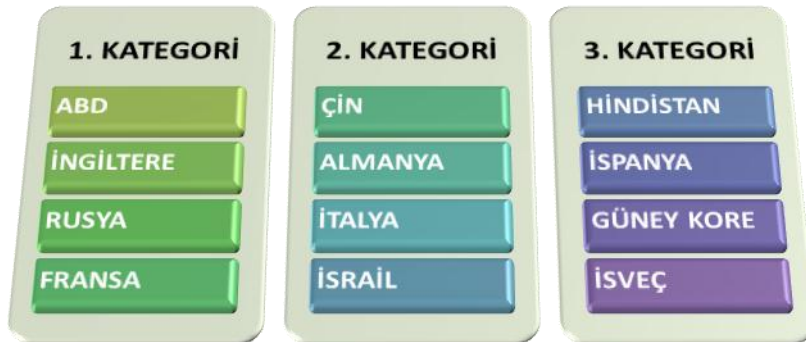 1. KATEGORİ
ABD
İNGİLTERE
RUSYA
FRANSA
2. KATEGORİ
ÇİN
ALMANYA
İTALYA
İSRAİL
3. KATEGORİ
HİNDİSTAN
İSPANYA
GÜNEY KORE
İSVEÇ